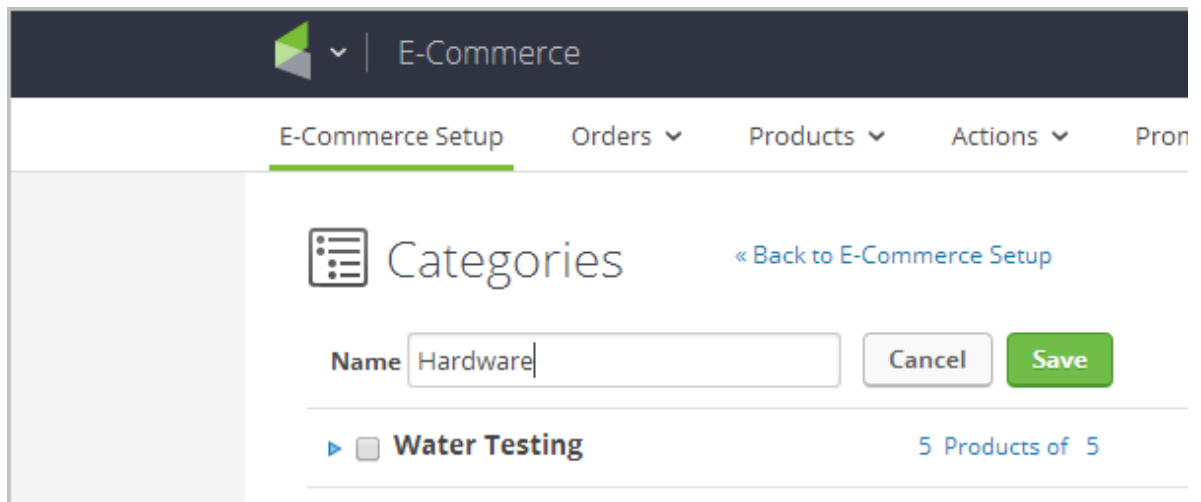 E-Commerce
E-Commerce Setup Orders Products Actions
Categories « Back to E-Commerce Setup
Name Hardware Cancel Save
Water Testing 5 Products of 5